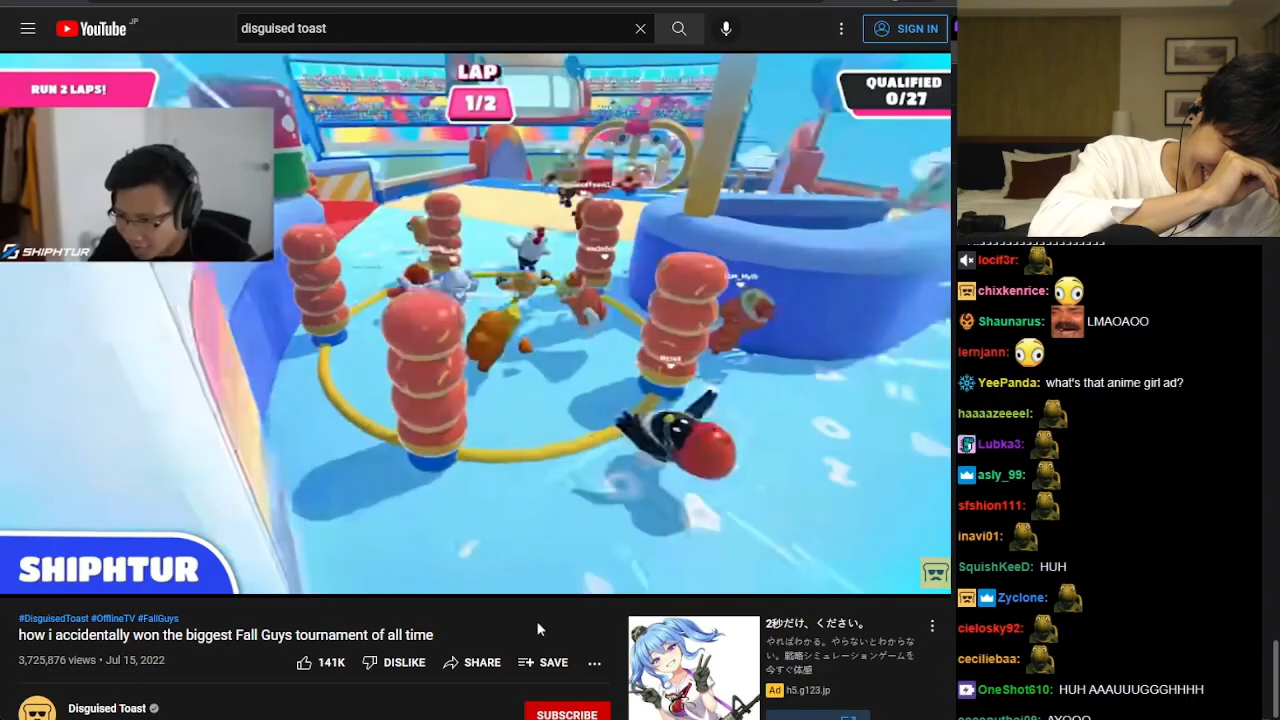 YouTube JP
disguised toast
SIGN IN
RUN 2 LAPS!
LAP
1/2
QUALIFIED
0/27
SHIPHTUR
SHIPHTUR
#DisguisedToast #OfflineTV #FallGuys
how i accidentally won the biggest Fall Guys tournament of all time
3,725,876 views • Jul 15, 2022
141K
DISLIKE
SHARE
SAVE
Disguised Toast
SUBSCRIBE
2秒だけ、ください。
やればわかる。やらないとわからな
い。戦略シミュレーションゲームを
今すぐ体感
Ad h5.g123.jp
locif3r:
chixkenrice:
Shaunarus: LMAOAOO
lernjann:
YeePanda: what's that anime girl ad?
haaaazeeeel:
Lubka3:
asly_99:
sfshion111:
inavi01:
SquishKeeD: HUH
Zyclone:
cielosky92:
ceciliebaa:
OneShot610: HUH AAAUUUGGGHHHH